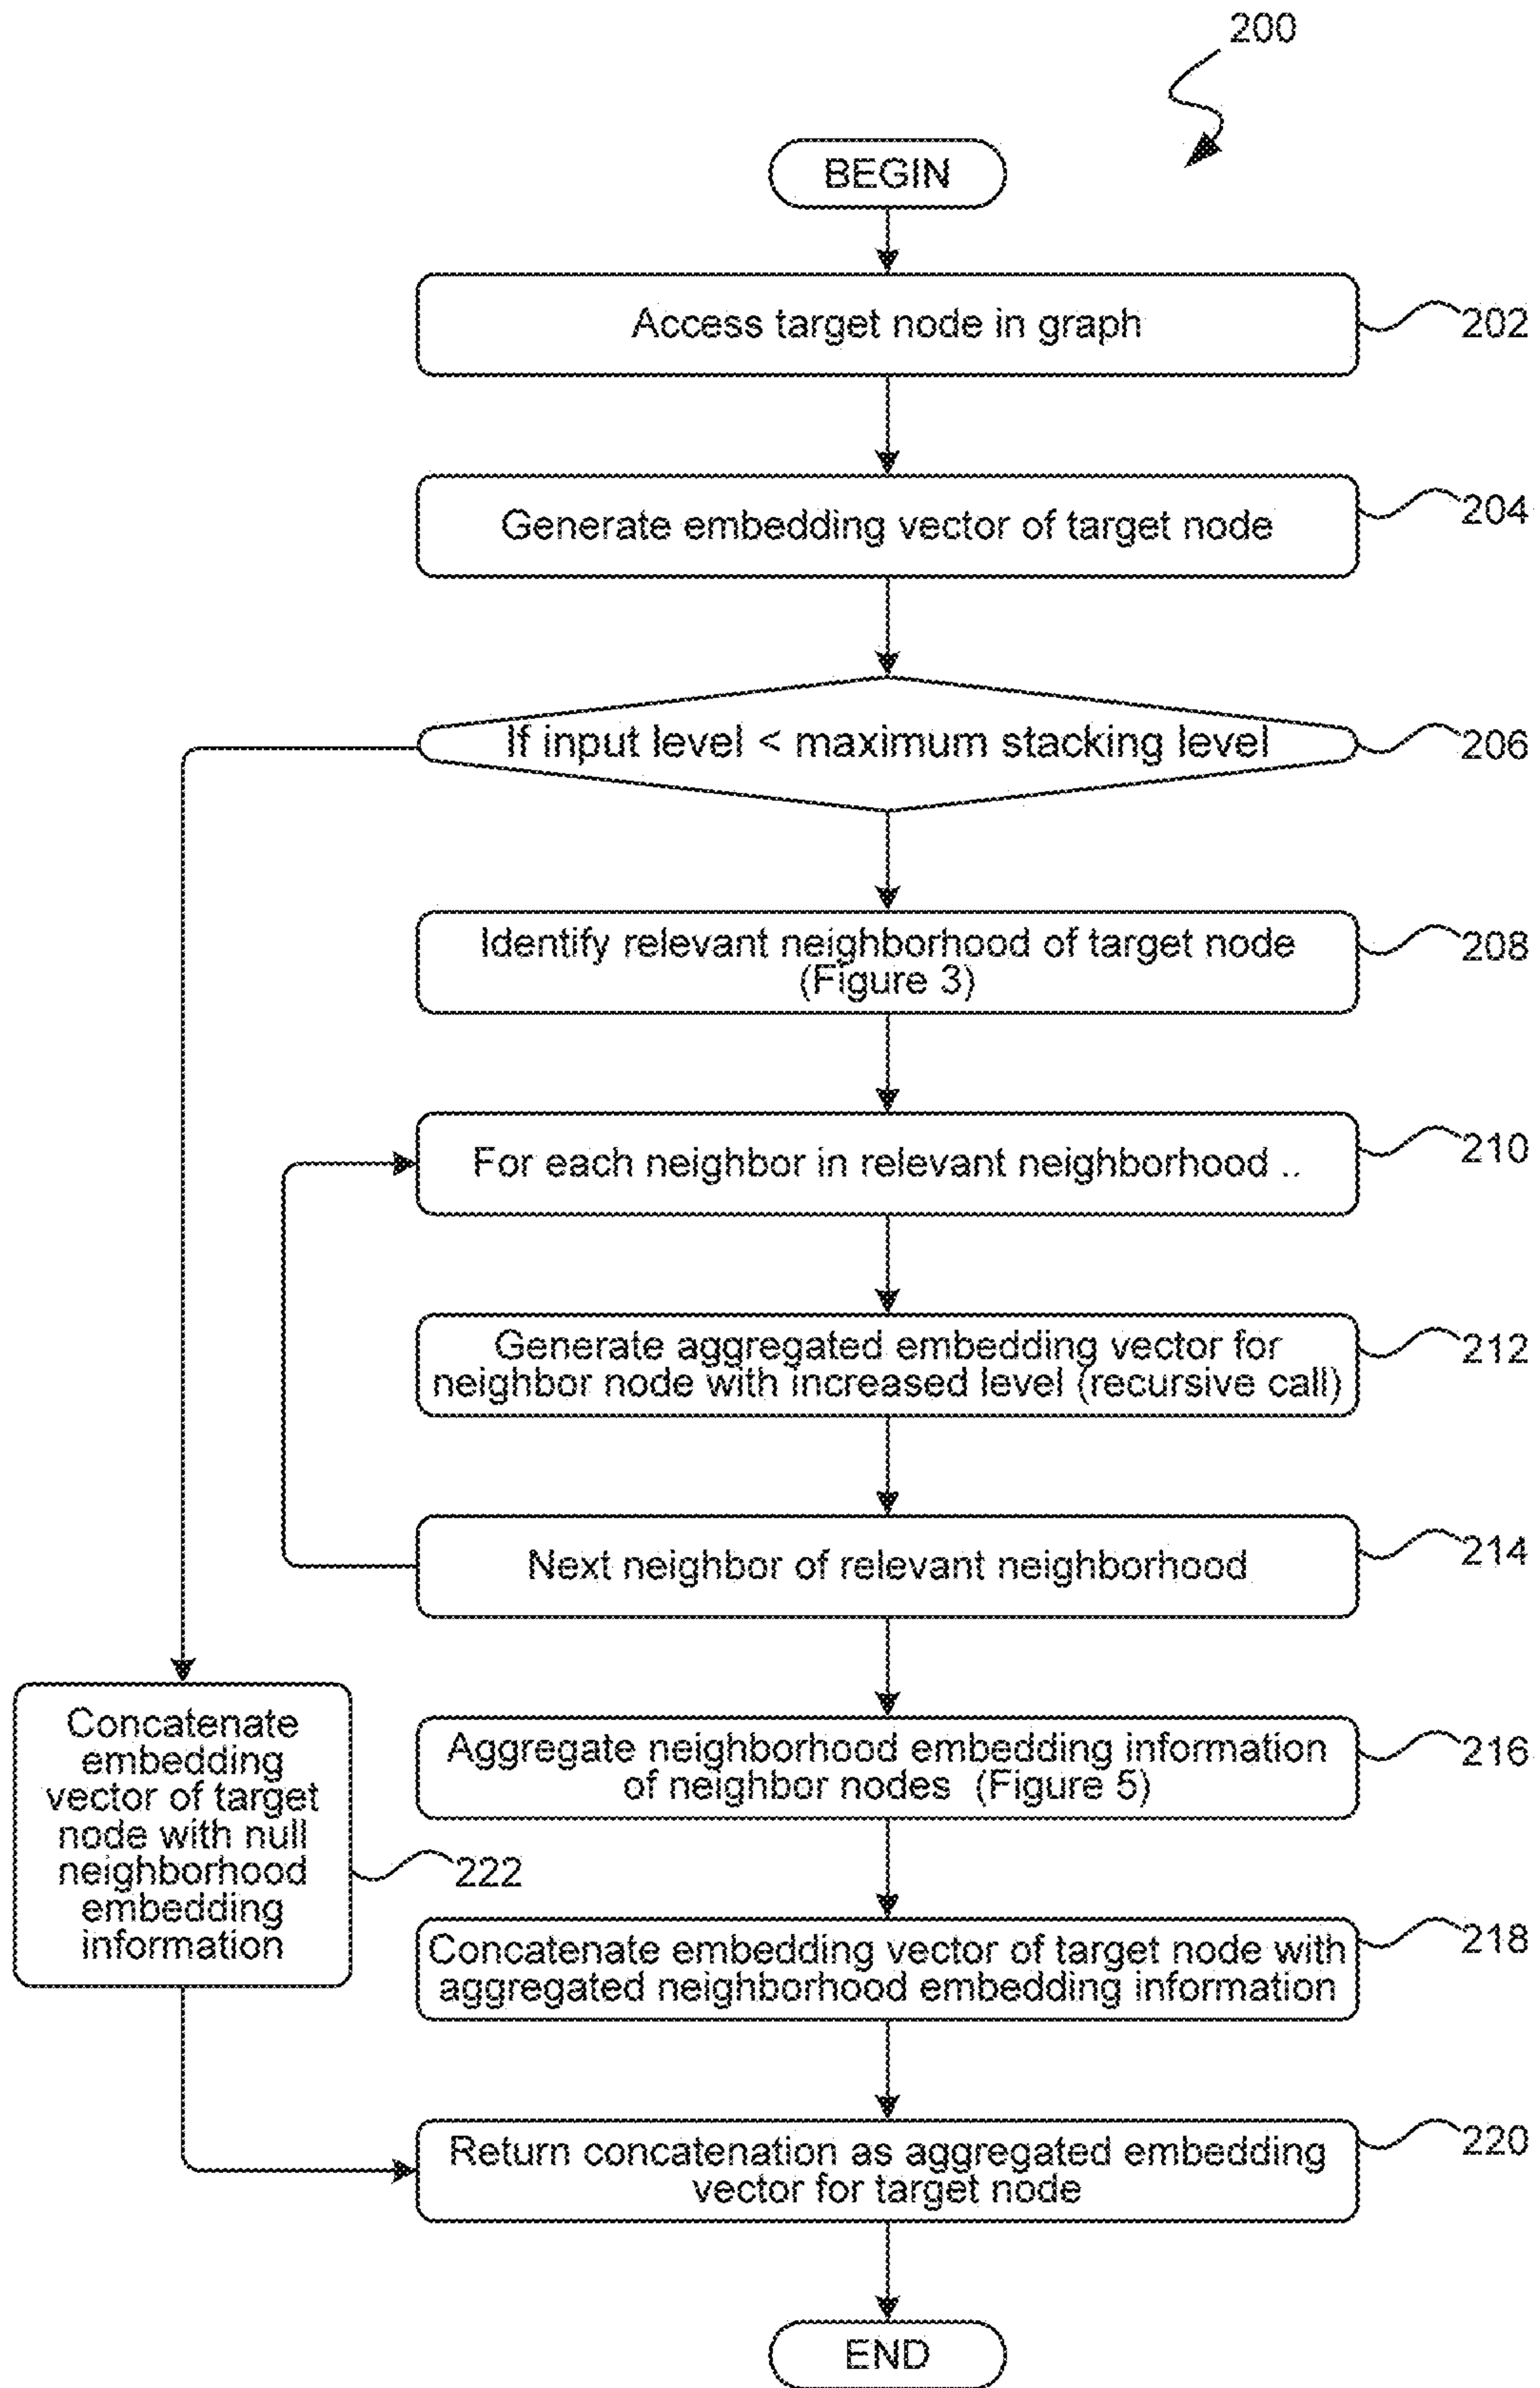 200
BEGIN
Access target node in graph
202
Generate embedding vector of target node
204
If input level < maximum stacking level
206
Identify relevant neighborhood of target node
(Figure 3)
208
For each neighbor in relevant neighborhood ..
210
Generate aggregated embedding vector for
neighbor node with increased level (recursive call)
212
Next neighbor of relevant neighborhood
214
Aggregate neighborhood embedding information
of neighbor nodes (Figure 5)
216
Concatenate
embedding
vector of target
node with null
neighborhood
embedding
information
222
Concatenate embedding vector of target node with
aggregated neighborhood embedding information
218
Return concatenation as aggregated embedding
vector for target node
220
END